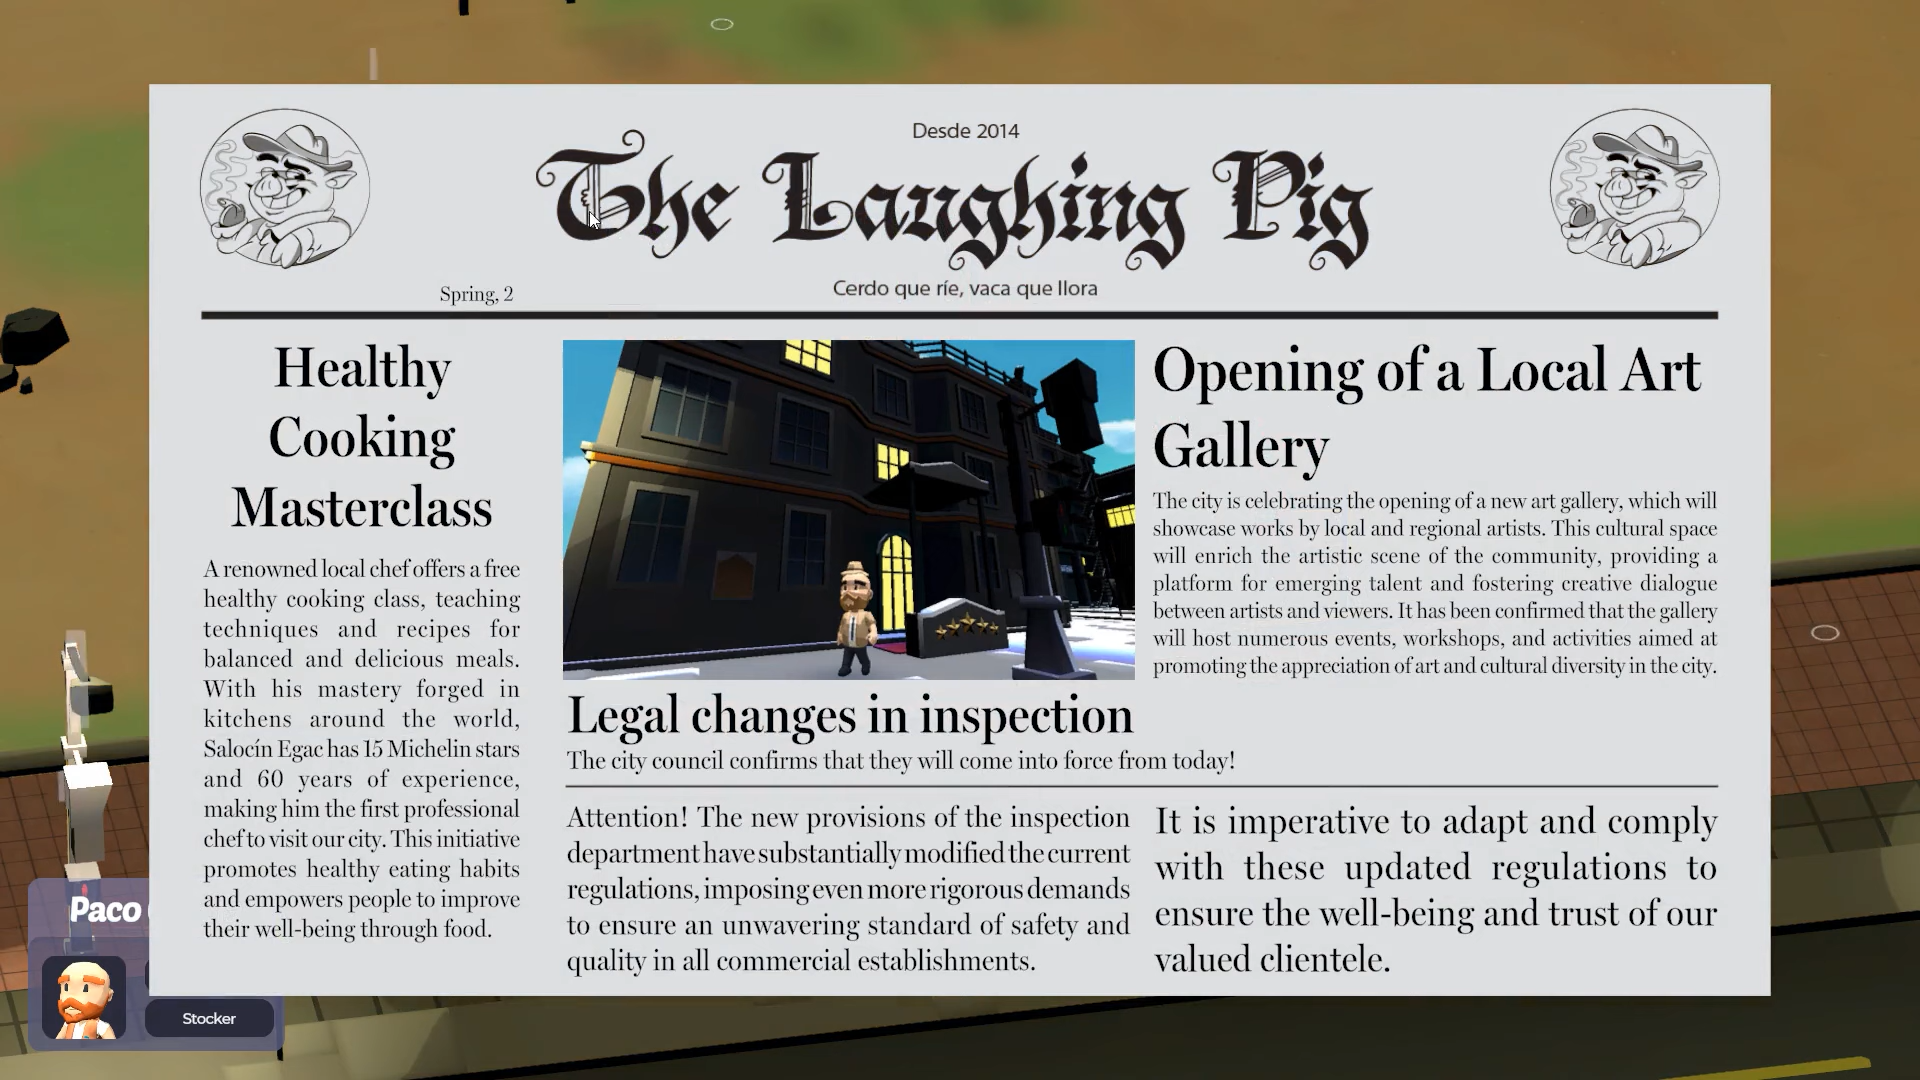 Desde 2014
The Laughing Pig
Cerdo que ríe, vaca que llora
Spring, 2
Healthy
Cooking
Masterclass
A renowned local chef offers a free
healthy cooking class, teaching
techniques and recipes for
balanced and delicious meals.
With his mastery forged in
kitchens around the world,
Salocín Egac has 15 Michelin stars
and 60 years of experience,
making him the first professional
chef to visit our city. This initiative
promotes healthy eating habits
and empowers people to improve
their well-being through food.
Legal changes in inspection
The city council confirms that they will come into force from today!
Attention! The new provisions of the inspection
department have substantially modified the current
regulations, imposing even more rigorous demands
to ensure an unwavering standard of safety and
quality in all commercial establishments.
It is imperative to adapt and comply
with these updated regulations to
ensure the well-being and trust of our
valued clientele.
Opening of a Local Art
Gallery
The city is celebrating the opening of a new art gallery, which will
showcase works by local and regional artists. This cultural space
will enrich the artistic scene of the community, providing a
platform for emerging talent and fostering creative dialogue
between artists and viewers. It has been confirmed that the gallery
will host numerous events, workshops, and activities aimed at
promoting the appreciation of art and cultural diversity in the city.
Paco
Stocker